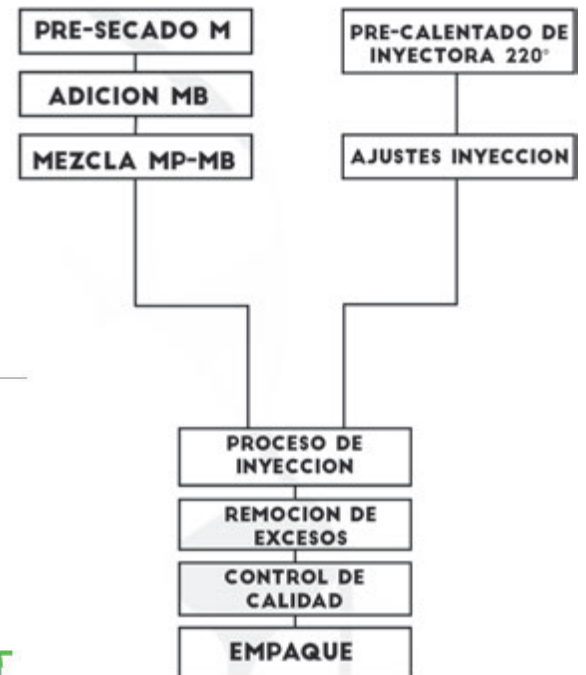 PRE-SECADO M
ADICION MB
MEZCLA MP-MB
PRE-CALENTADO DE
INYECTORA 220°
AJUSTES INYECCION
PROCESO DE
INYECCION
REMOCION DE
EXCESOS
CONTROL DE
CALIDAD
EMPAQUE